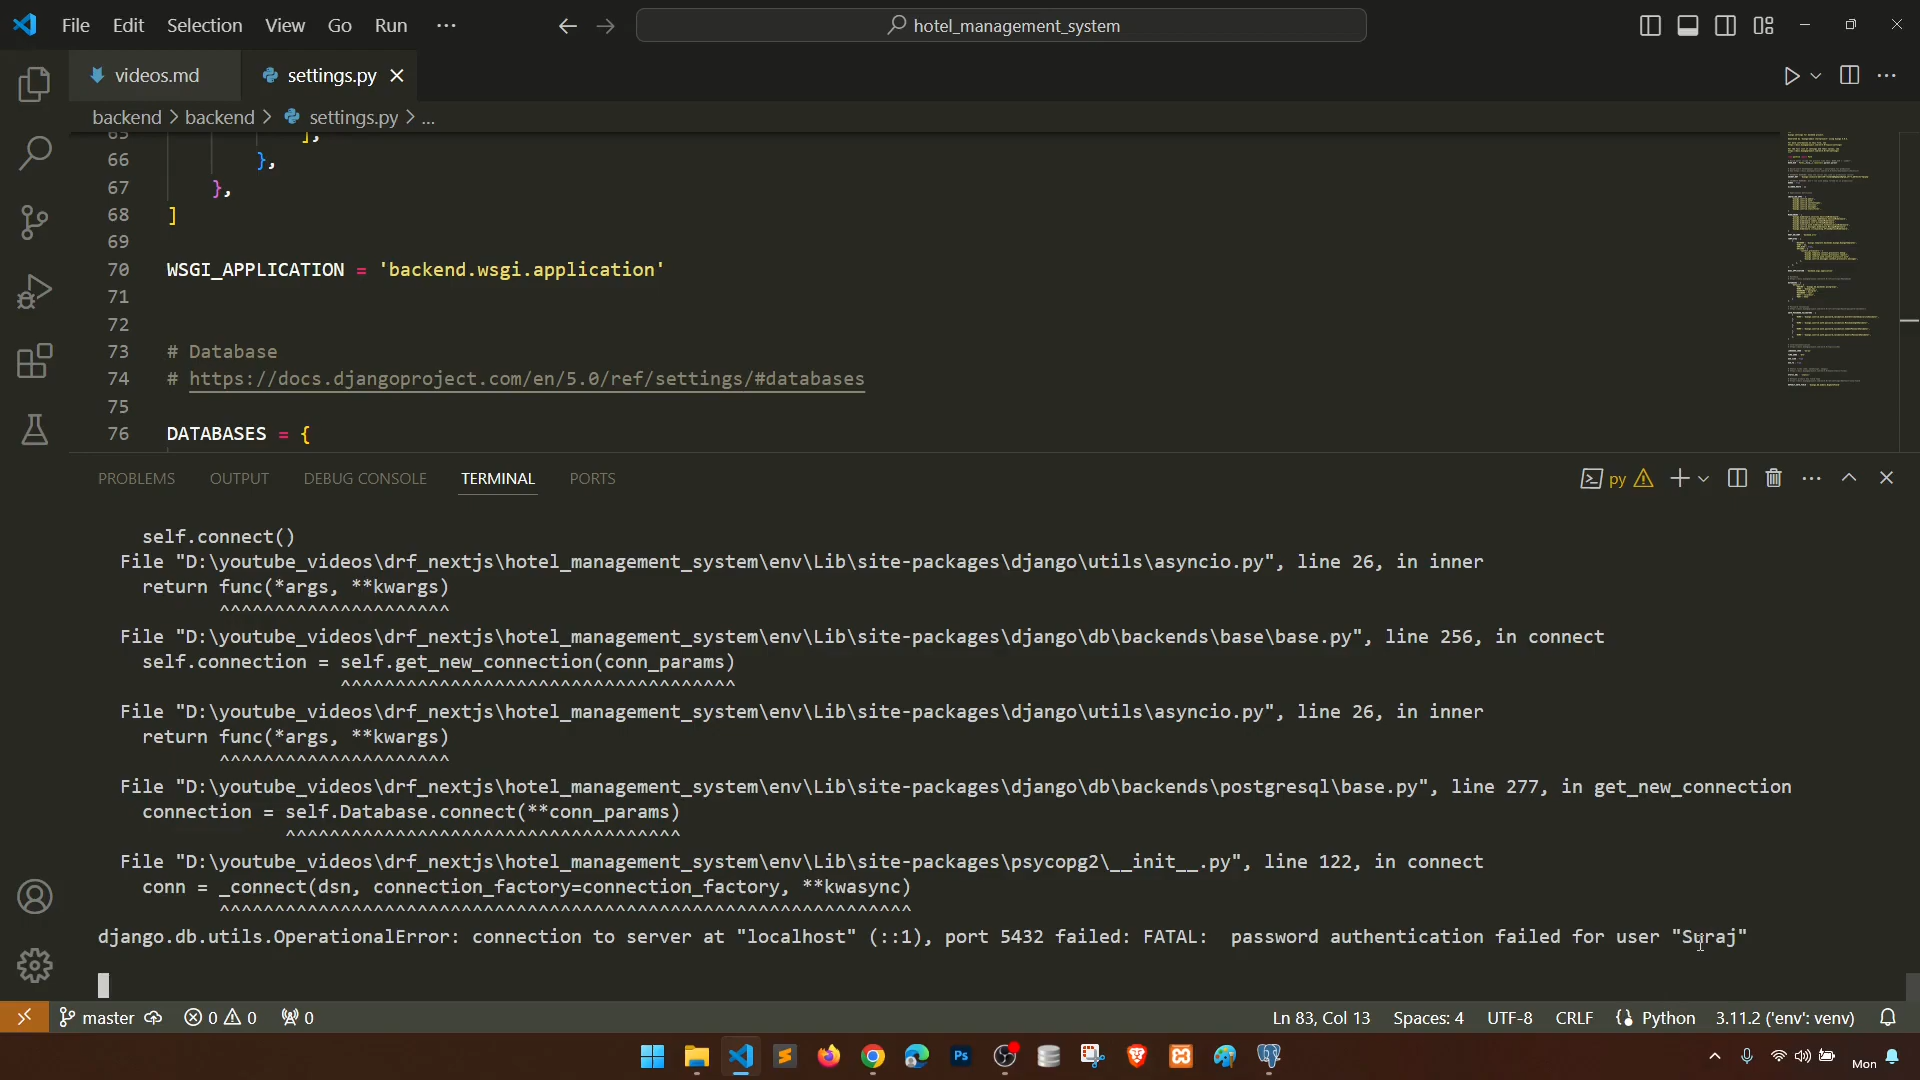 File Edit Selection View Go Run ···
hotel_management_system
videos.md
settings.py
backend > backend > settings.py > ...
65 ],
66 },
67 },
68 ]
69
70 WSGI_APPLICATION = 'backend.wsgi.application'
71
72
73 # Database
74 # https://docs.djangoproject.com/en/5.0/ref/settings/#databases
75
76 DATABASES = {
PROBLEMS OUTPUT DEBUG CONSOLE TERMINAL PORTS
py
self.connect()
File "D:\youtube_videos\drf_nextjs\hotel_management_system\env\Lib\site-packages\django\utils\asyncio.py", line 26, in inner
return func(*args, **kwargs)
^^^^^^^^^^^^^^^^^^^^^
File "D:\youtube_videos\drf_nextjs\hotel_management_system\env\Lib\site-packages\django\db\backends\base\base.py", line 256, in connect
self.connection = self.get_new_connection(conn_params)
^^^^^^^^^^^^^^^^^^^^^^^^^^^^^^^^^^^^
File "D:\youtube_videos\drf_nextjs\hotel_management_system\env\Lib\site-packages\django\utils\asyncio.py", line 26, in inner
return func(*args, **kwargs)
^^^^^^^^^^^^^^^^^^^^^
File "D:\youtube_videos\drf_nextjs\hotel_management_system\env\Lib\site-packages\django\db\backends\postgresql\base.py", line 277, in get_new_connection
connection = self.Database.connect(**conn_params)
^^^^^^^^^^^^^^^^^^^^^^^^^^^^^^^^^^^^
File "D:\youtube_videos\drf_nextjs\hotel_management_system\env\Lib\site-packages\psycopg2\__init__.py", line 122, in connect
conn = _connect(dsn, connection_factory=connection_factory, **kwasync)
^^^^^^^^^^^^^^^^^^^^^^^^^^^^^^^^^^^^^^^^^^^^^^^^^^^^^^^^^^^^^^^
django.db.utils.OperationalError: connection to server at "localhost" (::1), port 5432 failed: FATAL:  password authentication failed for user "Suraj"
master 0 0 0 Ln 83, Col 13 Spaces: 4 UTF-8 CRLF Python 3.11.2 ('env': venv)
Ps
Mon